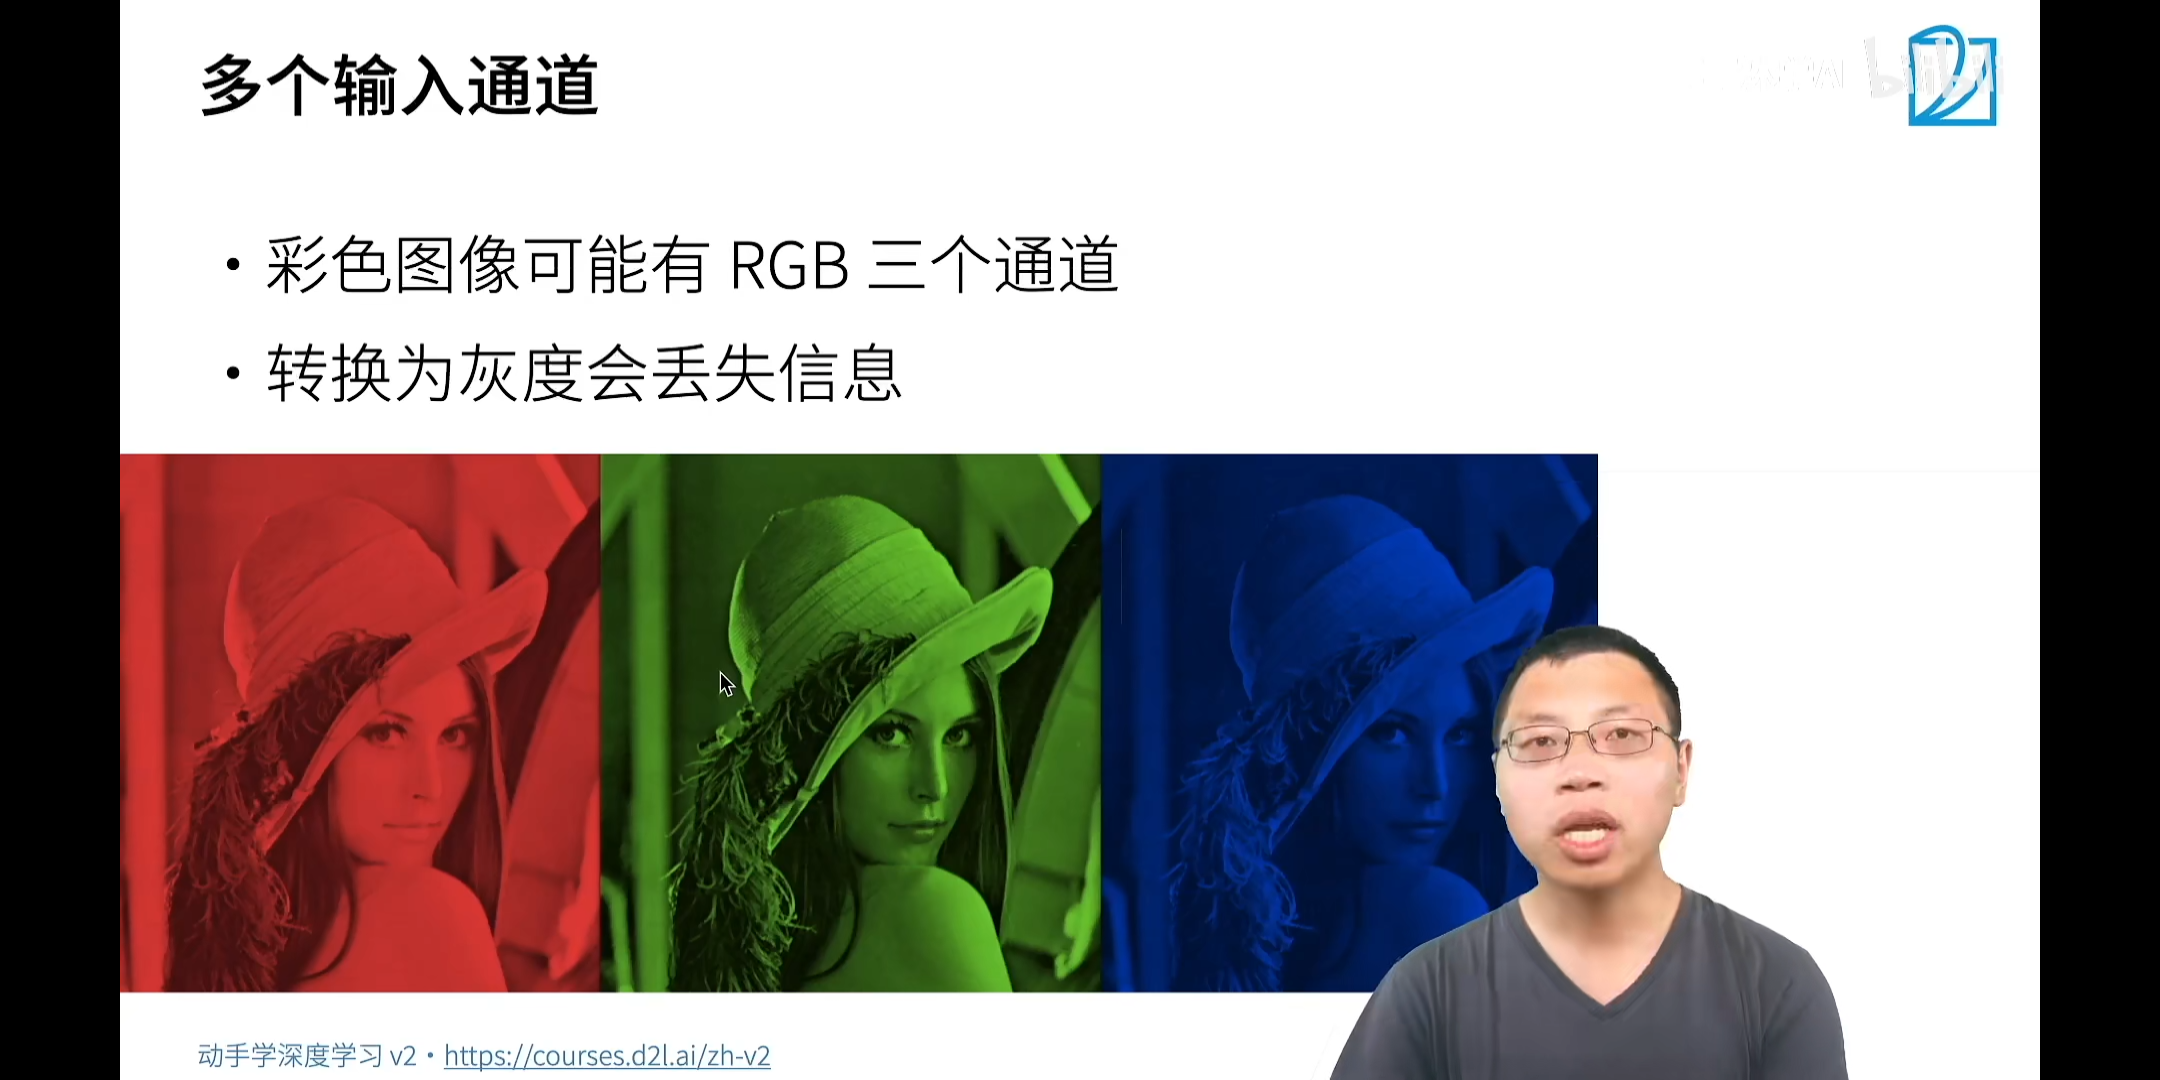 多个输入通道
bilibili
• 彩色图像可能有 RGB 三个通道
• 转换为灰度会丢失信息
动手学深度学习 v2 • https://courses.d2l.ai/zh-v2